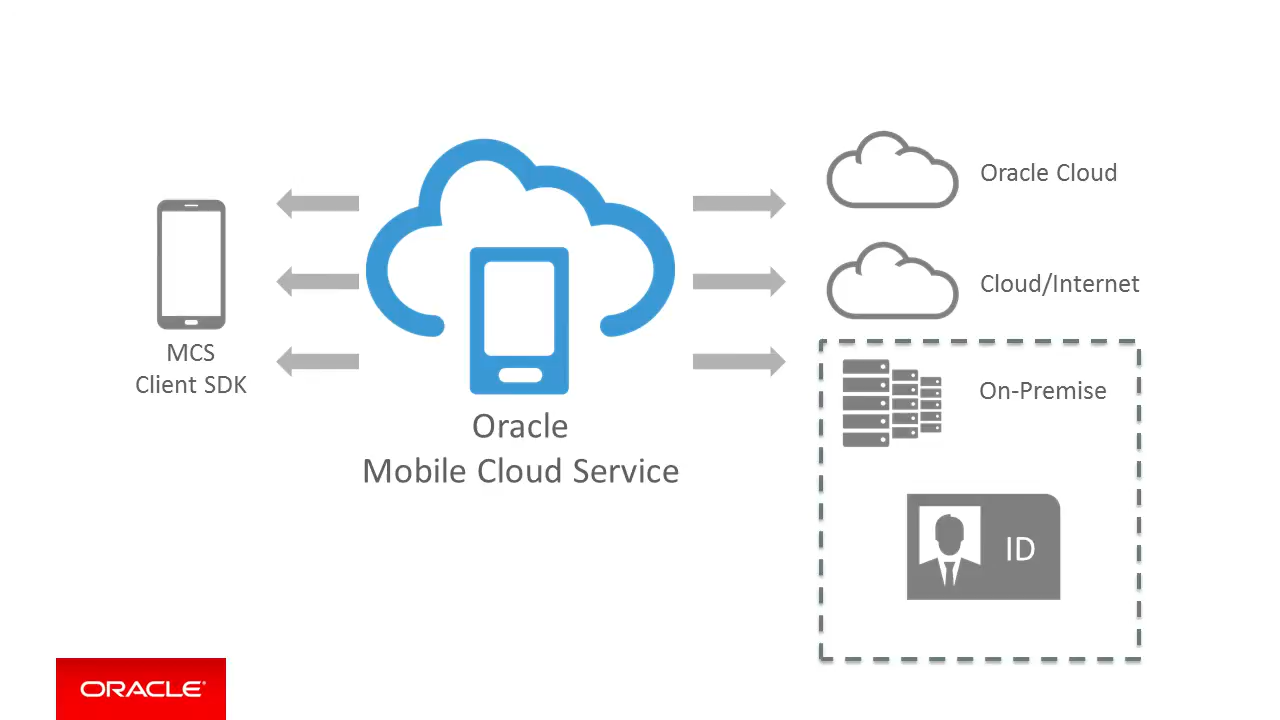 Oracle Cloud
Cloud/Internet
MCS
Client SDK
On-Premise
Oracle
Mobile Cloud Service
ID
ORACLE®